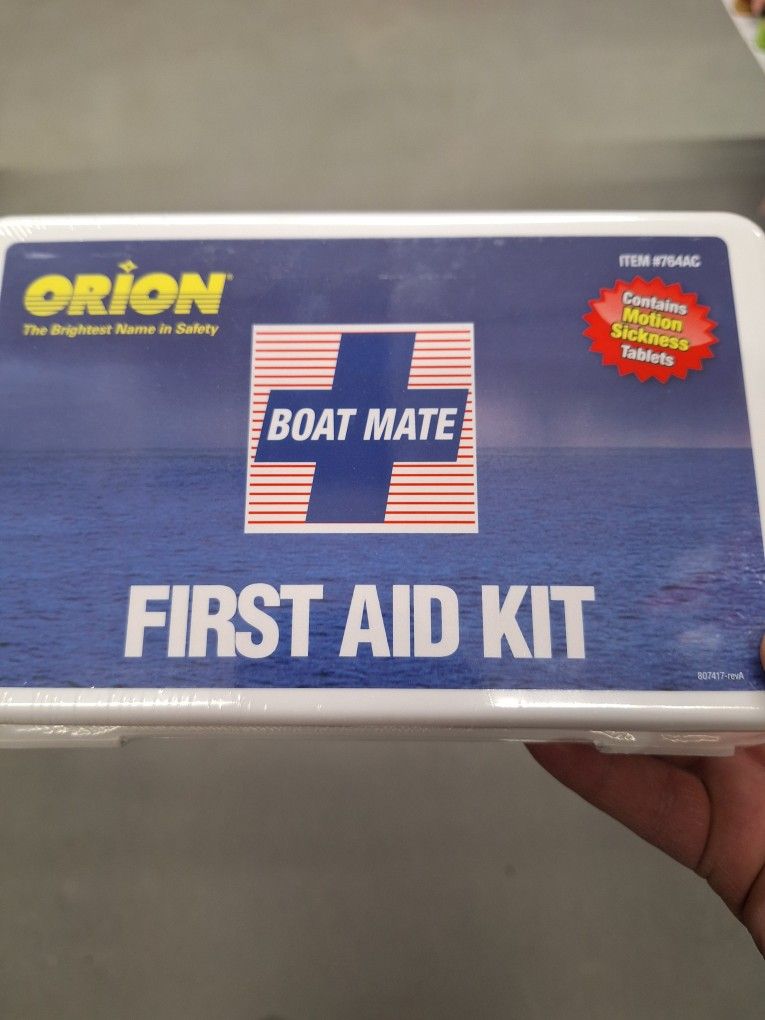 ORION
The Brightest Name in Safety
ITEM #764AC
Contains
Motion
Sickness
Tablets
BOAT MATE
FIRST AID KIT
807417-revA